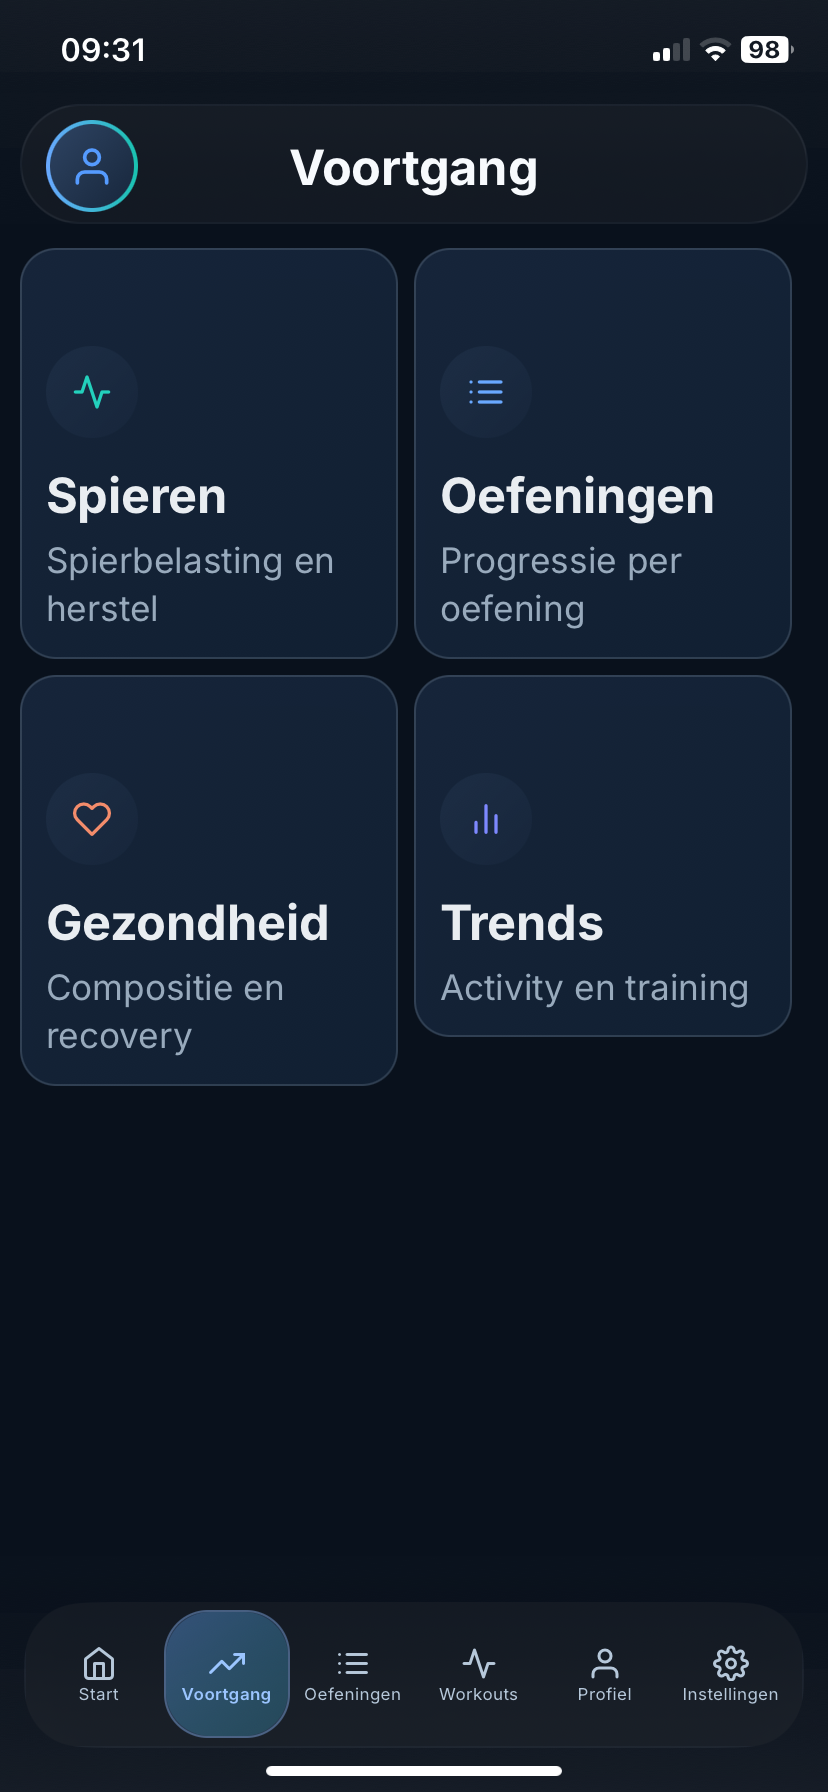 09:31
98
Voortgang
Spieren
Spierbelasting en
herstel
Oefeningen
Progressie per
oefening
Gezondheid
Compositie en
recovery
Trends
Activity en training
Start
Voortgang
Oefeningen
Workouts
Profiel
Instellingen